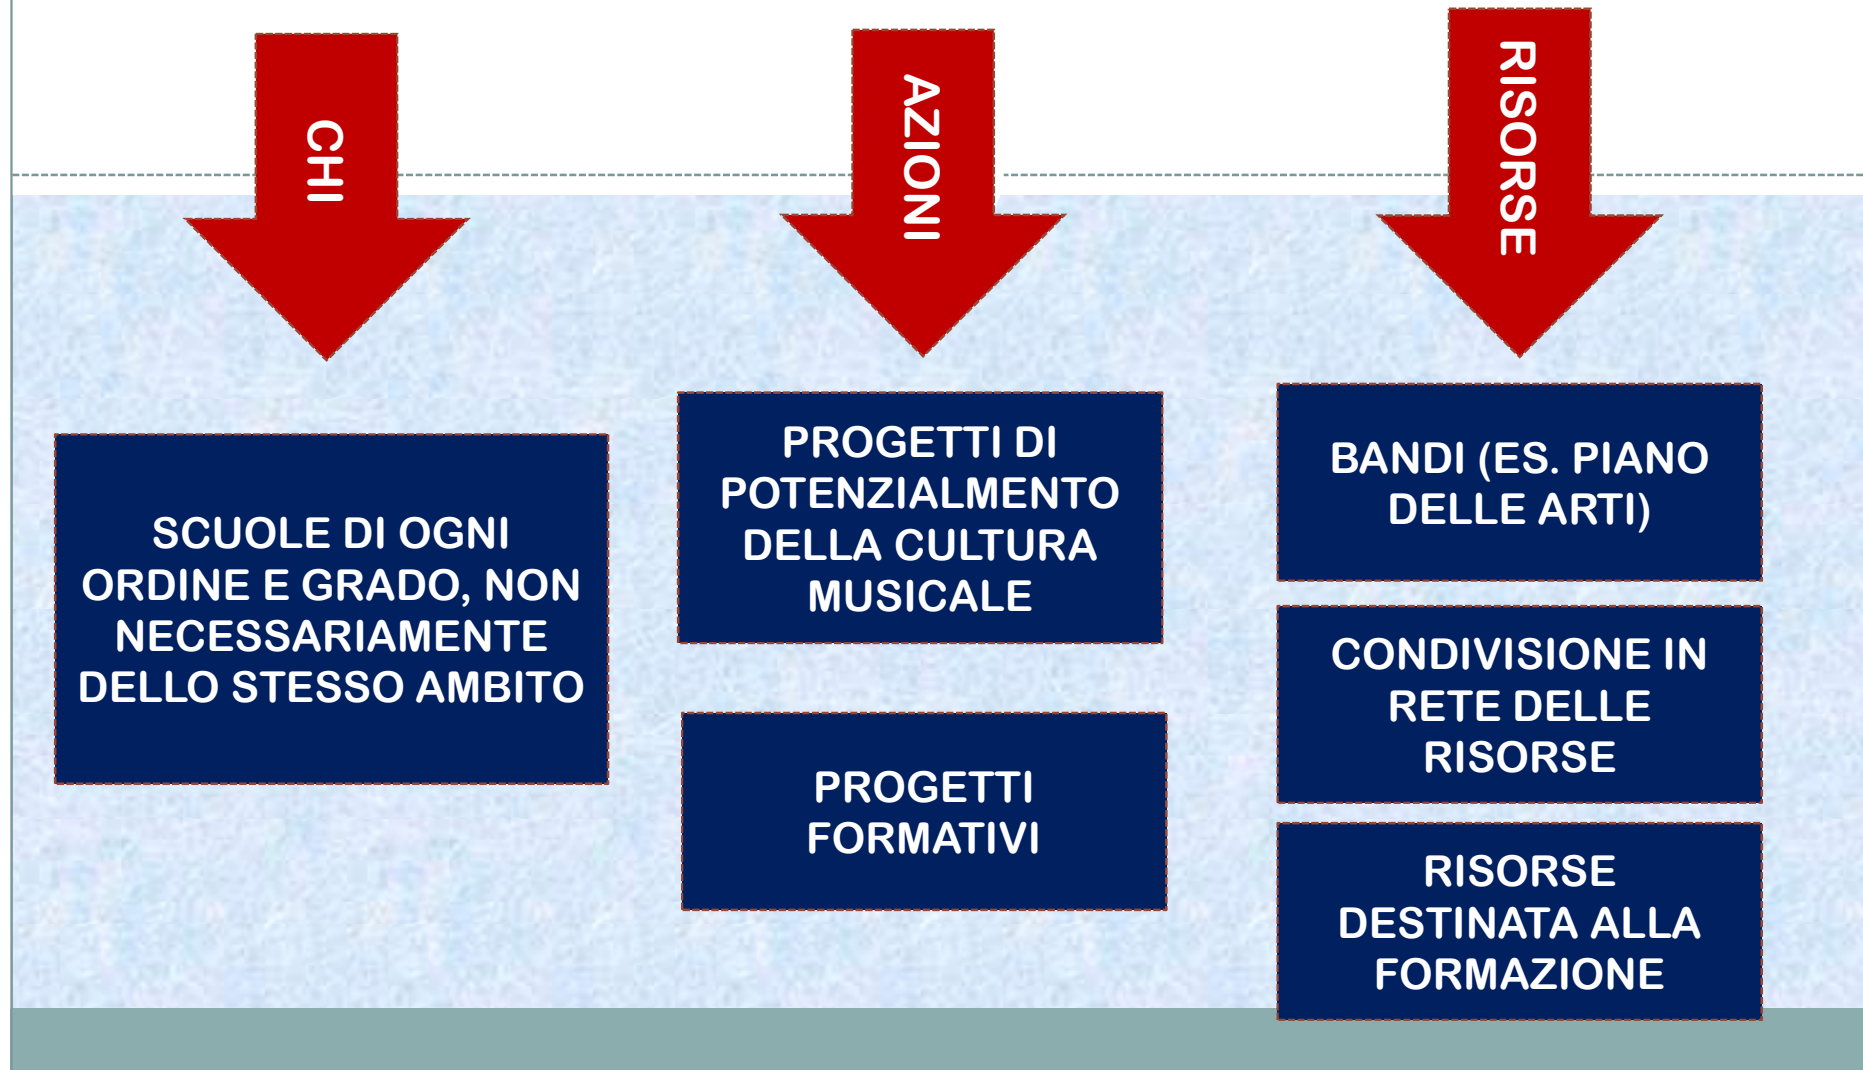 CHI
SCUOLE DI OGNI
ORDINE E GRADO, NON
NECESSARIAMENTE
DELLO STESSO AMBITO
AZIONI
PROGETTI DI
POTENZIALMENTO
DELLA CULTURA
MUSICALE
PROGETTI
FORMATIVI
RISORSE
BANDI (ES. PIANO
DELLE ARTI)
CONDIVISIONE IN
RETE DELLE
RISORSE
RISORSE
DESTINATA ALLA
FORMAZIONE